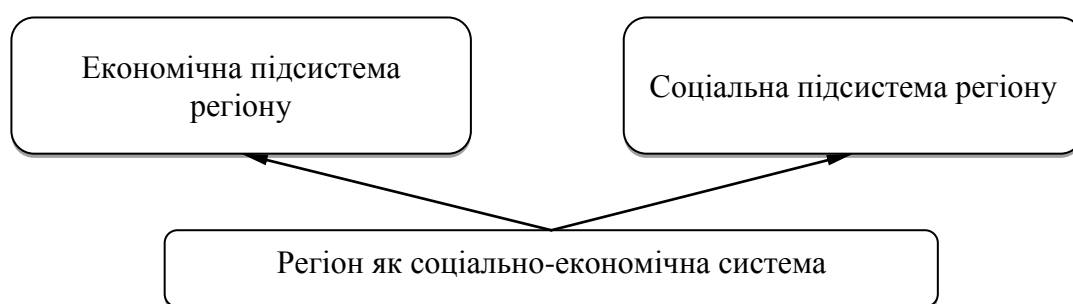 Економічна підсистема
регіону
Соціальна підсистема регіону
Регіон як соціально-економічна система